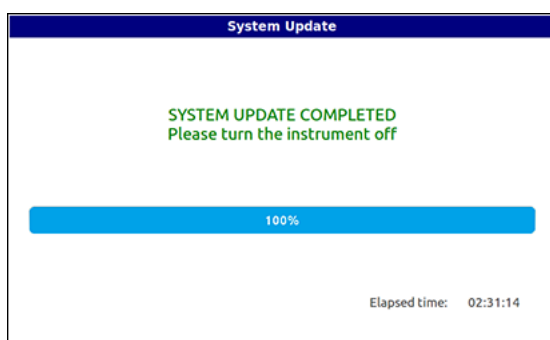 System Update
SYSTEM UPDATE COMPLETED
Please turn the instrument off
100%
Elapsed time: 02:31:14